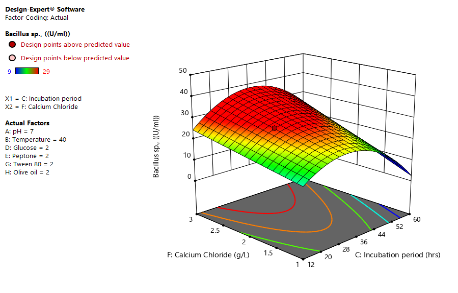 Design-Expert® Software
Factor Coding: Actual
Bacillus sp., ((U/ml))
Design points above predicted value
Design points below predicted value
9 29
X1 = C: Incubation period
X2 = F: Calcium Chloride
Actual Factors
A: pH = 7
B: Temperature = 40
D: Glucose = 2
E: Peptone = 2
G: Tween 80 = 2
H: Olive oil = 2
Bacillus sp., ((U/ml))
50
40
30
20
10
0
3
2.5
2
1.5
1
12
20
28
36
44
52
60
F: Calcium Chloride (g/L)
C: Incubation period (hrs)